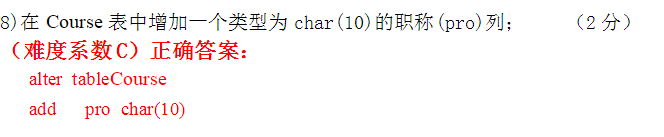 8)在 Course 表中增加一个类型为 char(10)的职称(pro)列; （2 分）
（难度系数 C）正确答案：
alter tableCourse
add pro char(10)